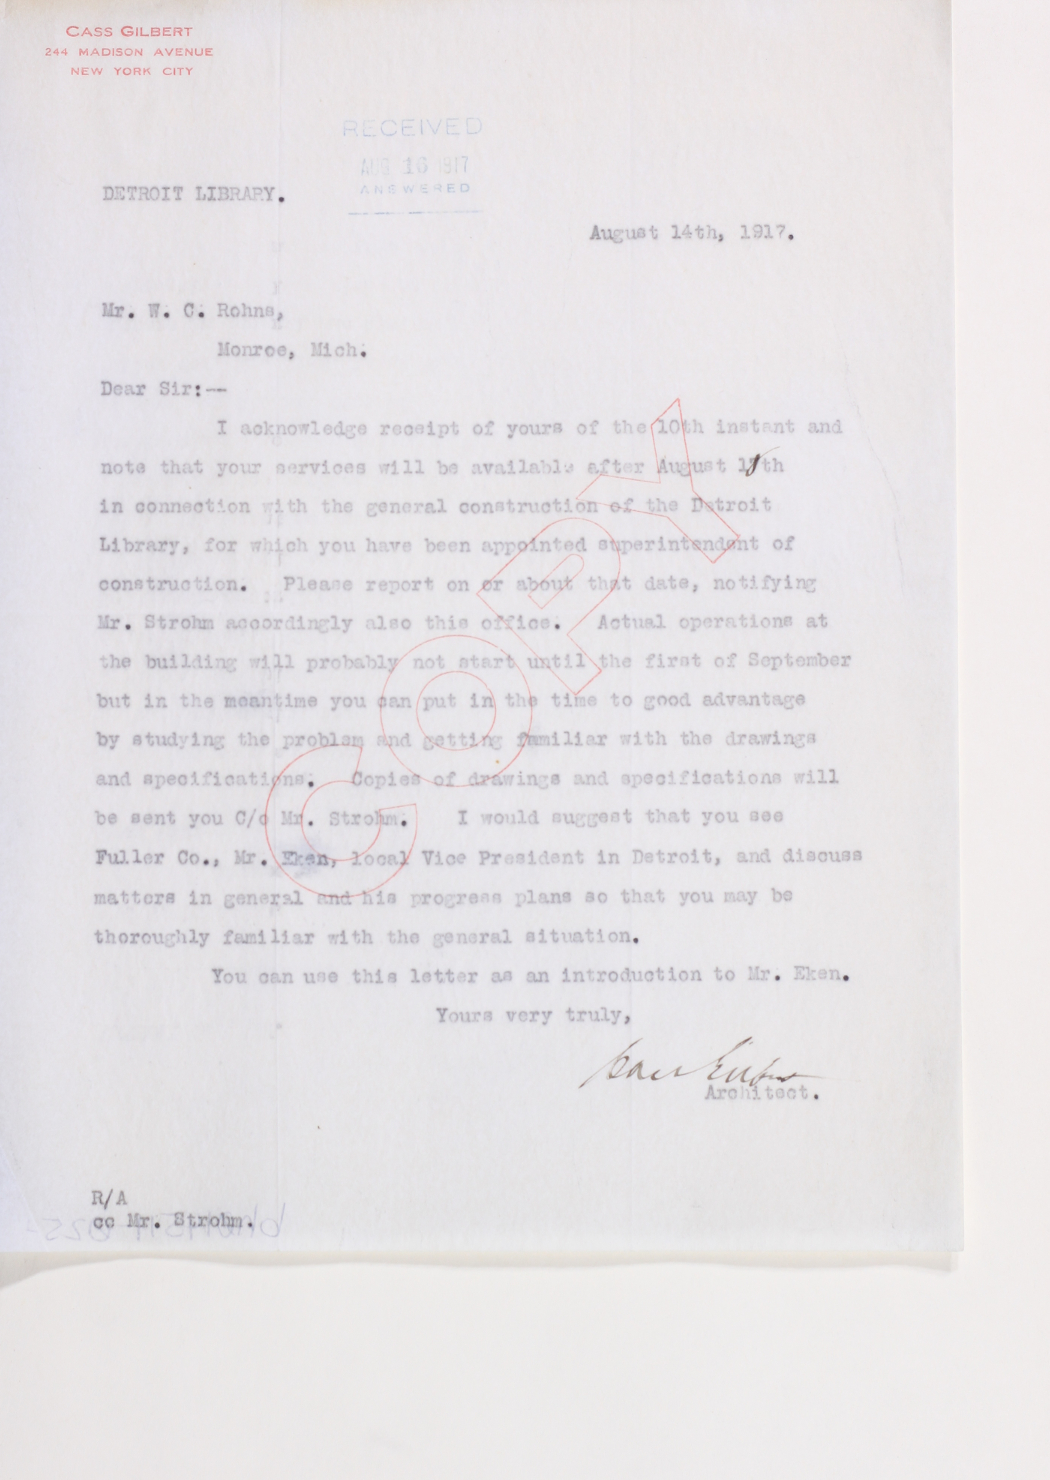 CASS GILBERT
244 MADISON AVENUE
NEW YORK CITY
RECEIVED
AUG 16 1917
ANSWERED
DETROIT LIBRARY.
August 14th, 1917.
Mr. W. C. Rohns,
Monroe, Mich.
Dear Sir:--
I acknowledge receipt of yours of the 10th instant and
note that your services will be available after August 18th
in connection with the general construction of the Detroit
Library, for which you have been appointed superintendent of
construction. Please report on or about that date, notifying
Mr. Strohm accordingly also this office. Actual operations at
the building will probably not start until the first of September
but in the meantime you can put in the time to good advantage
by studying the problem and getting familiar with the drawings
and specifications. Copies of drawings and specifications will
be sent you C/o Mr. Strohm. I would suggest that you see
Fuller Co., Mr. Eken, local Vice President in Detroit, and discuss
matters in general and his progress plans so that you may be
thoroughly familiar with the general situation.
You can use this letter as an introduction to Mr. Eken.
Yours very truly,
Cass Gilbert
Architect.
R/A
cc Mr. Strohm.
COPY